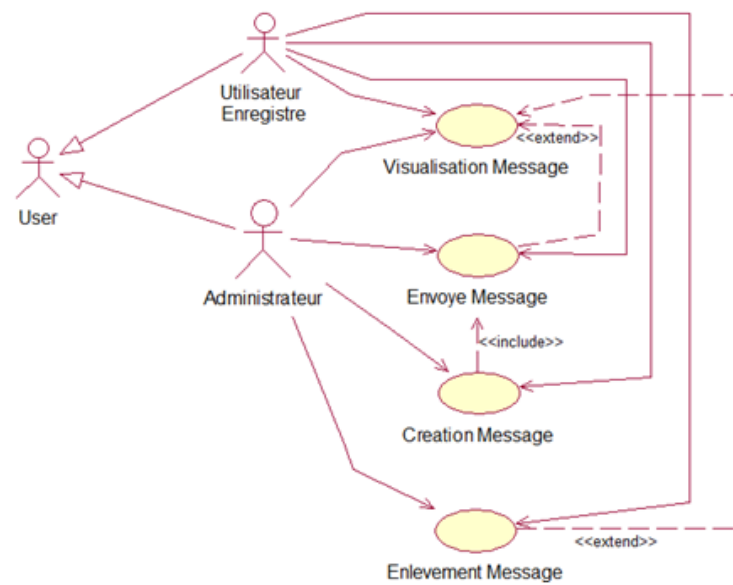 Utilisateur
Enregistre
<<extend>>
Visualisation Message
User
Administrateur
Envoye Message
<<include>>
Creation Message
<<extend>>
Enlevement Message